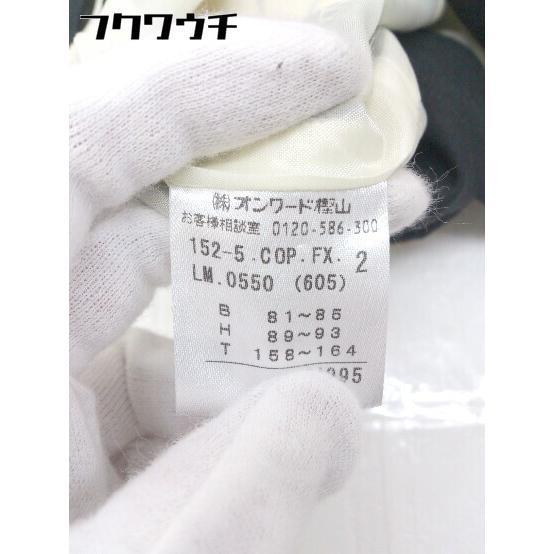 フクワウチ
㈱オンワード樫山
お客様相談室 0120-586-300
152-5.COP.FX. 2
LM.0550 (605)
B 81～85
H 89～93
T 158～164